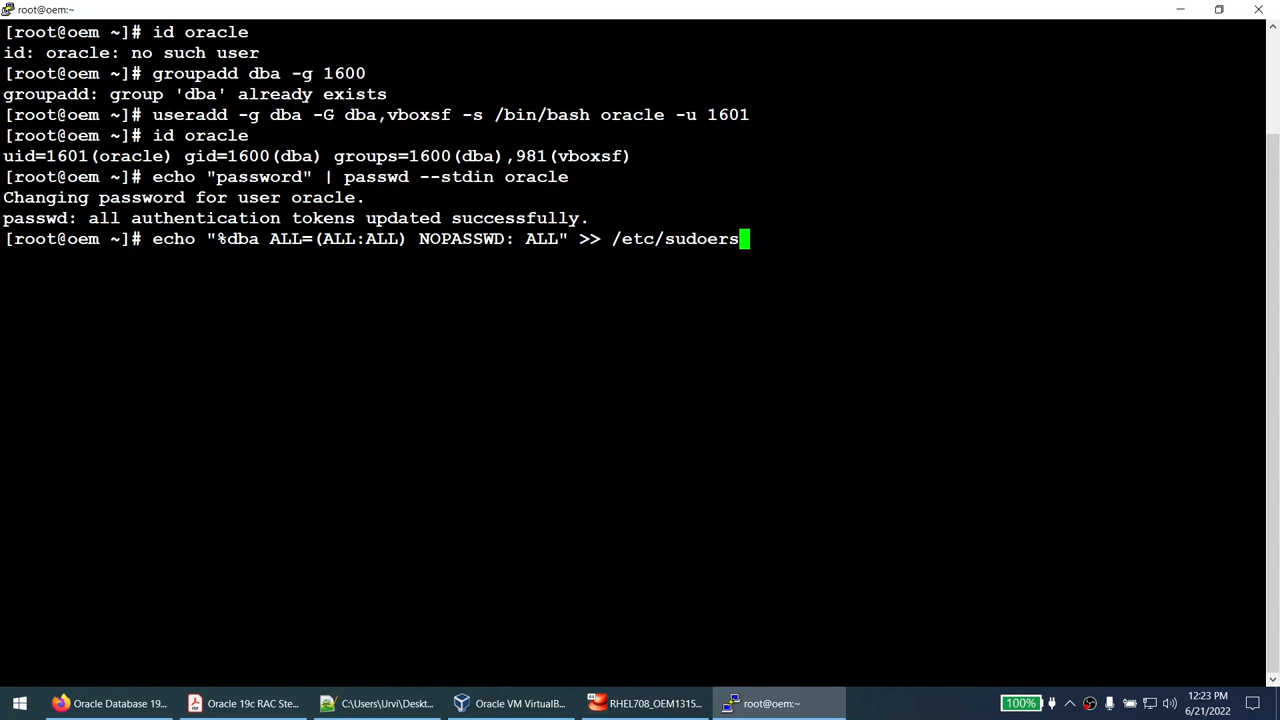 root@oem:~
[root@oem ~]# id oracle
id: oracle: no such user
[root@oem ~]# groupadd dba -g 1600
groupadd: group 'dba' already exists
[root@oem ~]# useradd -g dba -G dba,vboxsf -s /bin/bash oracle -u 1601
[root@oem ~]# id oracle
uid=1601(oracle) gid=1600(dba) groups=1600(dba),981(vboxsf)
[root@oem ~]# echo "password" | passwd --stdin oracle
Changing password for user oracle.
passwd: all authentication tokens updated successfully.
[root@oem ~]# echo "%dba ALL=(ALL:ALL) NOPASSWD: ALL" >> /etc/sudoers
Oracle Database 19... Oracle 19c RAC Ste... C:\Users\Urvi\Deskt... Oracle VM VirtualB... RHEL708_OEM1315... root@oem:~ 100% 12:23 PM
6/21/2022